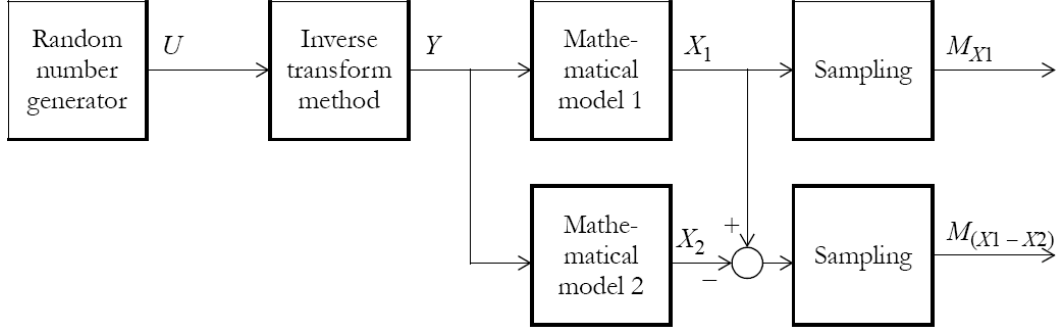 Random
number
generator
U
Inverse
transform
method
Y
Mathe-
matical
model 1
X1
Sampling
MX1
Mathe-
matical
model 2
X2
+
−
Sampling
M(X1 − X2)